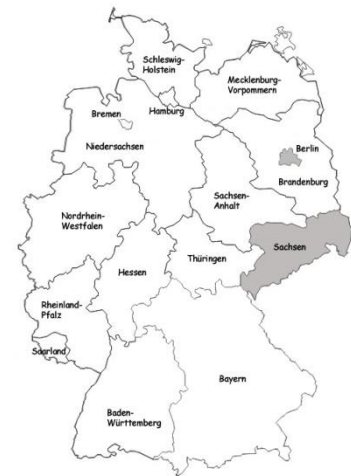 Schleswig-
Holstein
Mecklenburg-
Vorpommern
Bremen
Hamburg
Niedersachsen
Berlin
Brandenburg
Sachsen-
Anhalt
Nordrhein-
Westfalen
Sachsen
Hessen
Thüringen
Rheinland-
Pfalz
Saarland
Bayern
Baden-
Württemberg